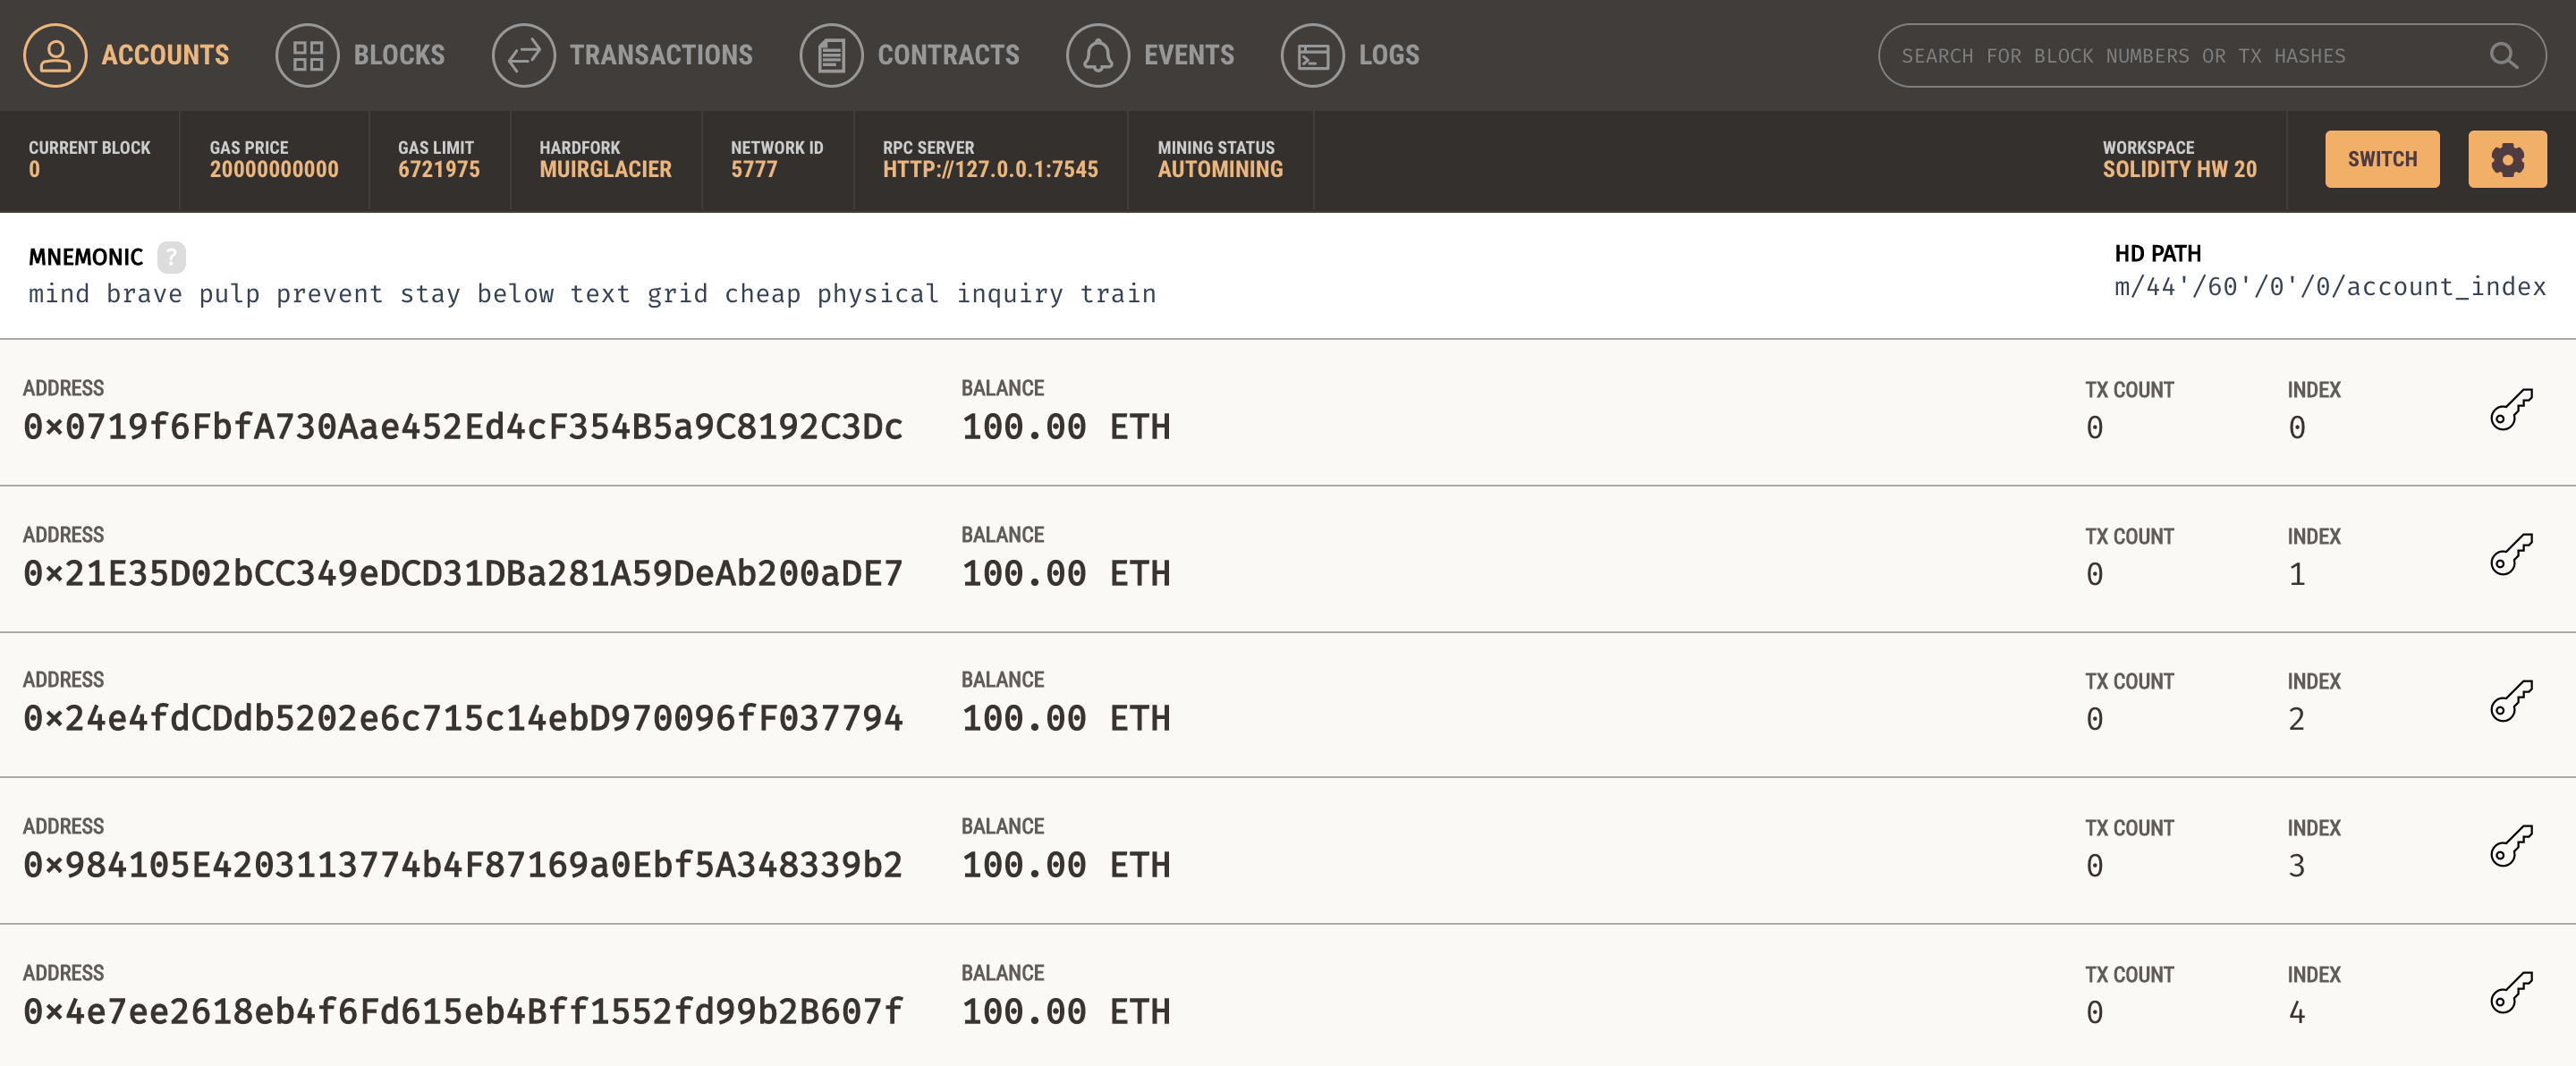 ACCOUNTS BLOCKS TRANSACTIONS CONTRACTS EVENTS LOGS SEARCH FOR BLOCK NUMBERS OR TX HASHES
CURRENT BLOCK GAS PRICE GAS LIMIT HARDFORK NETWORK ID RPC SERVER MINING STATUS WORKSPACE
0 20000000000 6721975 MUIRGLACIER 5777 HTTP://127.0.0.1:7545 AUTOMINING SOLIDITY HW 20 SWITCH
MNEMONIC ? HD PATH
mind brave pulp prevent stay below text grid cheap physical inquiry train m/44'/60'/0'/0/account_index
ADDRESS BALANCE TX COUNT INDEX
0×0719f6FbfA730Aae452Ed4cF354B5a9C8192C3Dc 100.00 ETH 0 0
ADDRESS BALANCE TX COUNT INDEX
0×21E35D02bCC349eDCD31DBa281A59DeAb200aDE7 100.00 ETH 0 1
ADDRESS BALANCE TX COUNT INDEX
0×24e4fdCDdb5202e6c715c14ebD970096fF037794 100.00 ETH 0 2
ADDRESS BALANCE TX COUNT INDEX
0×984105E4203113774b4F87169a0Ebf5A348339b2 100.00 ETH 0 3
ADDRESS BALANCE TX COUNT INDEX
0×4e7ee2618eb4f6Fd615eb4Bff1552fd99b2B607f 100.00 ETH 0 4